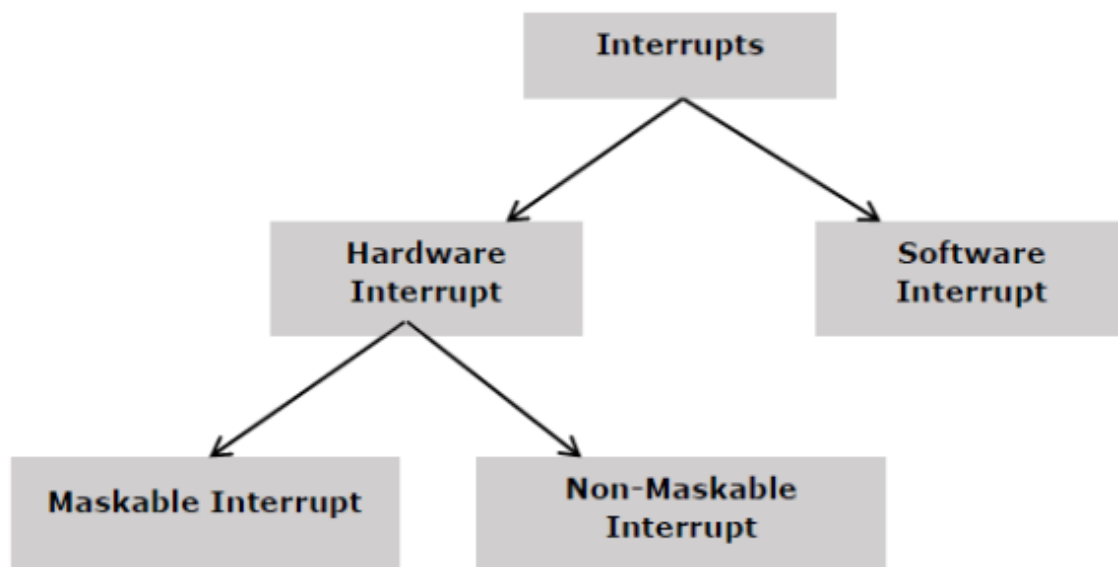 Interrupts
Hardware
Interrupt
Software
Interrupt
Maskable Interrupt
Non-Maskable
Interrupt